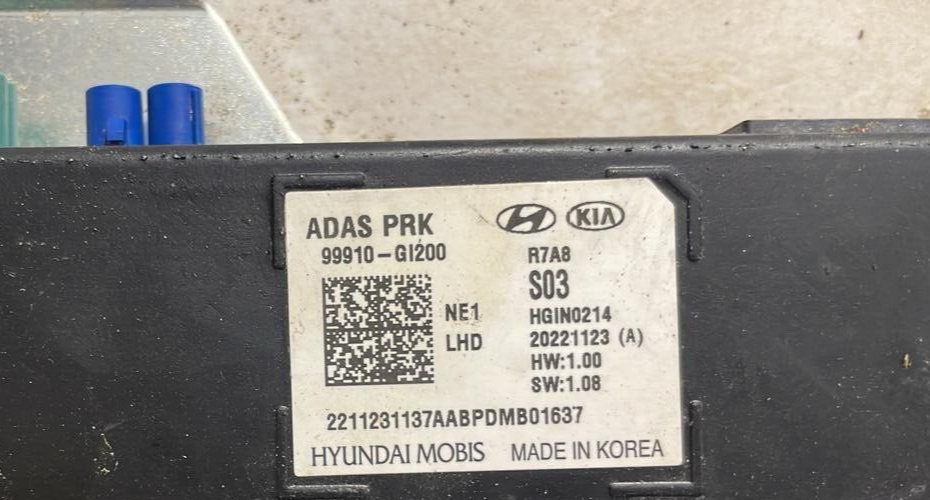 ADAS PRK
99910-GI200
KIA
R7A8
S03
NE1
HGIN0214
LHD
20221123 (A)
HW:1.00
SW:1.08
2211231137AABPDMB01637
HYUNDAI MOBIS MADE IN KOREA